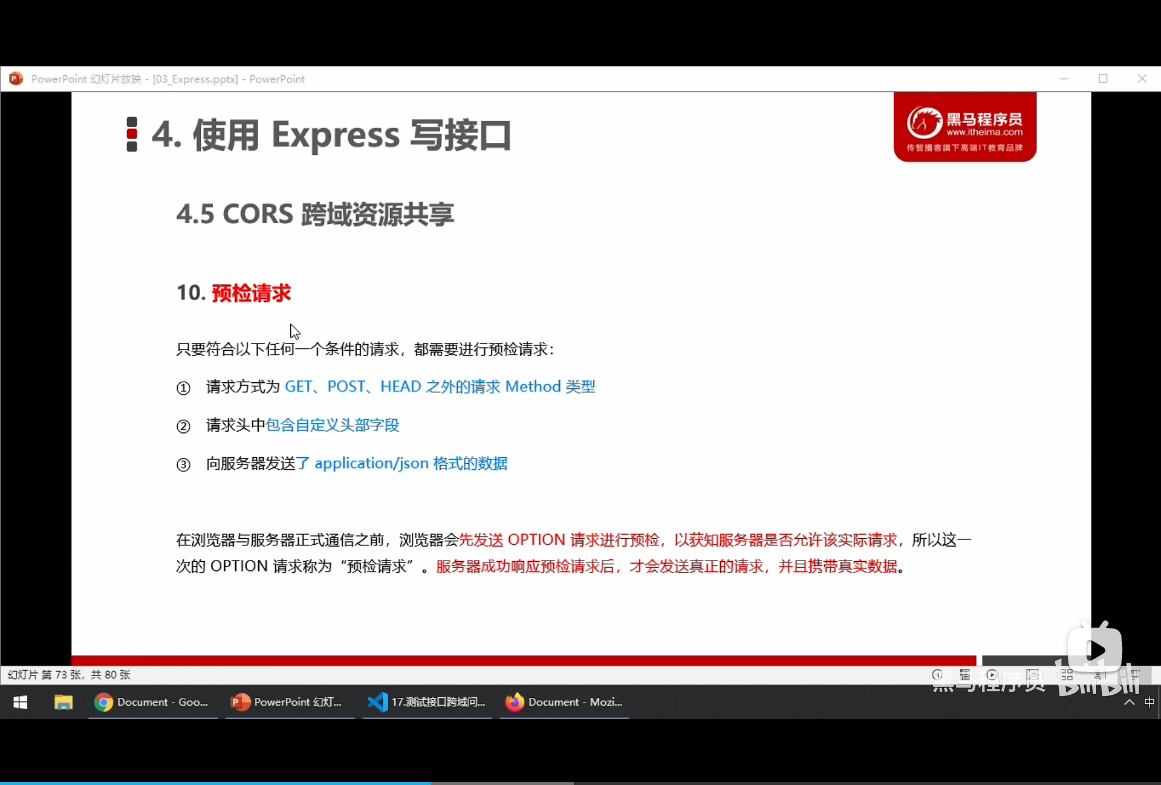 PowerPoint 幻灯片放映 - [03_Express.pptx] - PowerPoint
4. 使用 Express 写接口
黑马程序员
www.itheima.com
传智播客旗下高端IT教育品牌
4.5 CORS 跨域资源共享
10. 预检请求
只要符合以下任何一个条件的请求，都需要进行预检请求：
① 请求方式为 GET、POST、HEAD 之外的请求 Method 类型
② 请求头中包含自定义头部字段
③ 向服务器发送了 application/json 格式的数据
在浏览器与服务器正式通信之前，浏览器会先发送 OPTION 请求进行预检，以获知服务器是否允许该实际请求，所以这一
次的 OPTION 请求称为“预检请求”。服务器成功响应预检请求后，才会发送真正的请求，并且携带真实数据。
幻灯片 第 73 张，共 80 张
黑马程序员 bilibili
Document - Goo...
PowerPoint 幻灯...
17.测试接口跨域问...
Document - Mozi...
中